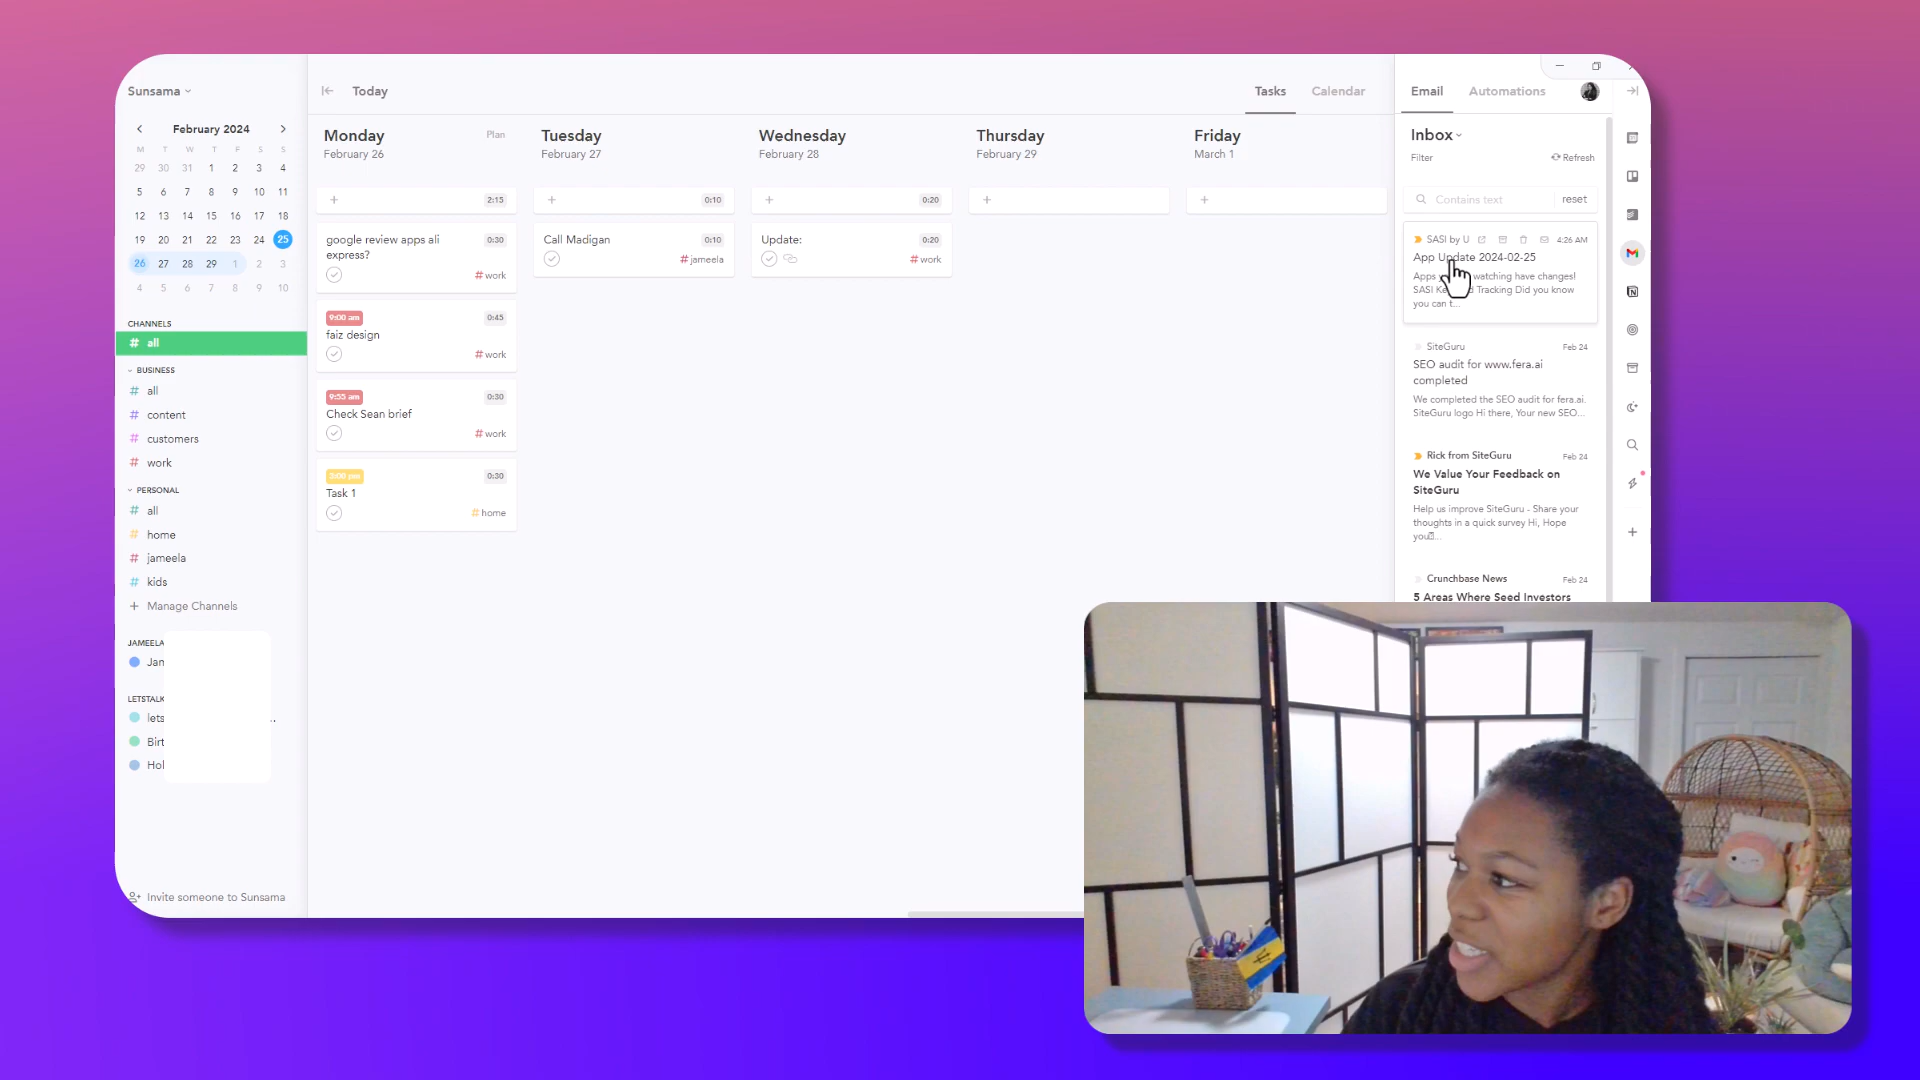 Sunsama
February 2024
M T W T F S S
29 30 31 1 2 3 4
5 6 7 8 9 10 11
12 13 14 15 16 17 18
19 20 21 22 23 24 25
26 27 28 29 1 2 3
4 5 6 7 8 9 10
CHANNELS
# all
BUSINESS
# all
# content
# customers
# work
PERSONAL
# all
# home
# jameela
# kids
+ Manage Channels
JAMEELA
Jan
LETSTALK
lets ..
Birt
Hol
Invite someone to Sunsama
Today
Tasks
Calendar
Monday Plan
February 26
+ 2:15
google review apps ali 0:30
express?
# work
9:00 am 0:45
faiz design
# work
9:55 am 0:30
Check Sean brief
# work
3:00 pm 0:30
Task 1
# home
Tuesday
February 27
+ 0:10
Call Madigan 0:10
# jameela
Wednesday
February 28
+ 0:20
Update: 0:20
# work
Thursday
February 29
+
Friday
March 1
+
Email
Automations
Inbox
Filter Refresh
Contains text reset
SASI by U 4:26 AM
App Update 2024-02-25
Apps watching have changes!
SASI Tracking Did you know
you can t...
SiteGuru Feb 24
SEO audit for www.fera.ai
completed
We completed the SEO audit for fera.ai.
SiteGuru logo Hi there, Your new SEO...
Rick from SiteGuru Feb 24
We Value Your Feedback on
SiteGuru
Help us improve SiteGuru - Share your
thoughts in a quick survey Hi, Hope
you...
Crunchbase News Feb 24
5 Areas Where Seed Investors